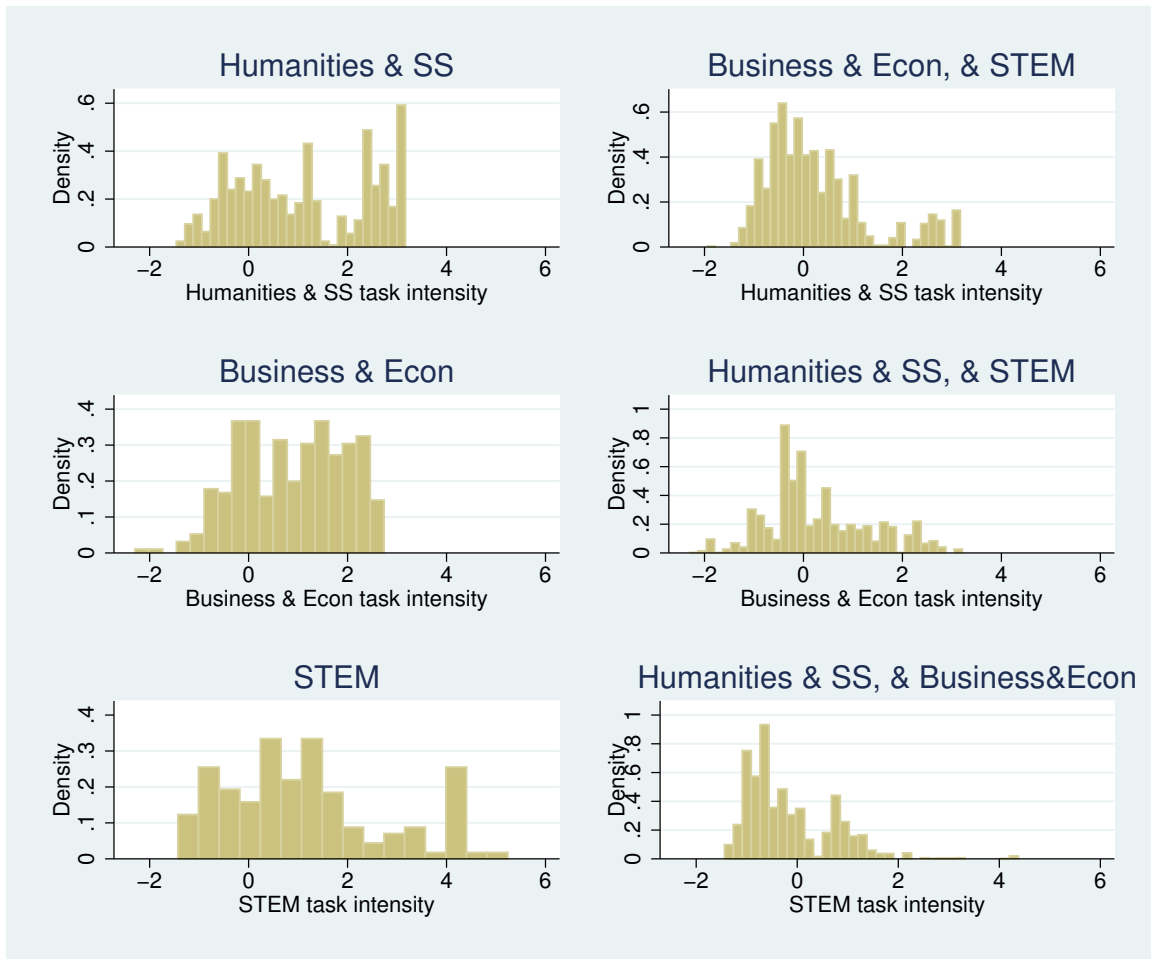 Humanities & SS
Density
0 .2 .4 .6
−2 0 2 4 6
Humanities & SS task intensity
Business & Econ, & STEM
Density
0 .2 .4 .6
−2 0 2 4 6
Humanities & SS task intensity
Business & Econ
Density
0 .1 .2 .3 .4
−2 0 2 4 6
Business & Econ task intensity
Humanities & SS, & STEM
Density
0 .2 .4 .6 .8 1
−2 0 2 4 6
Business & Econ task intensity
STEM
Density
0 .1 .2 .3 .4
−2 0 2 4 6
STEM task intensity
Humanities & SS, & Business&Econ
Density
0 .2 .4 .6 .8 1
−2 0 2 4 6
STEM task intensity